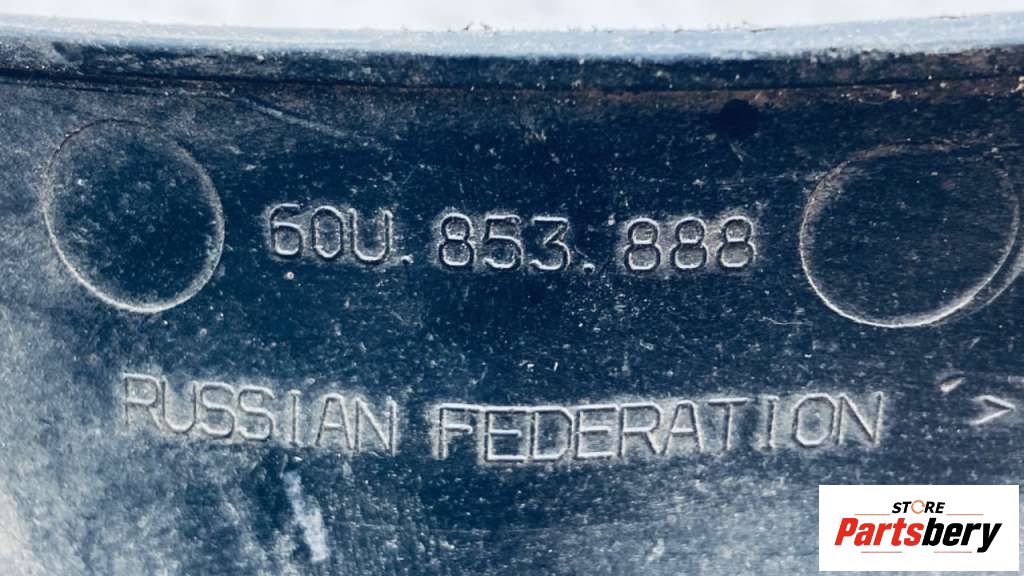 60U.853.888
RUSSIAN FEDERATION >
STORE
Partsbery